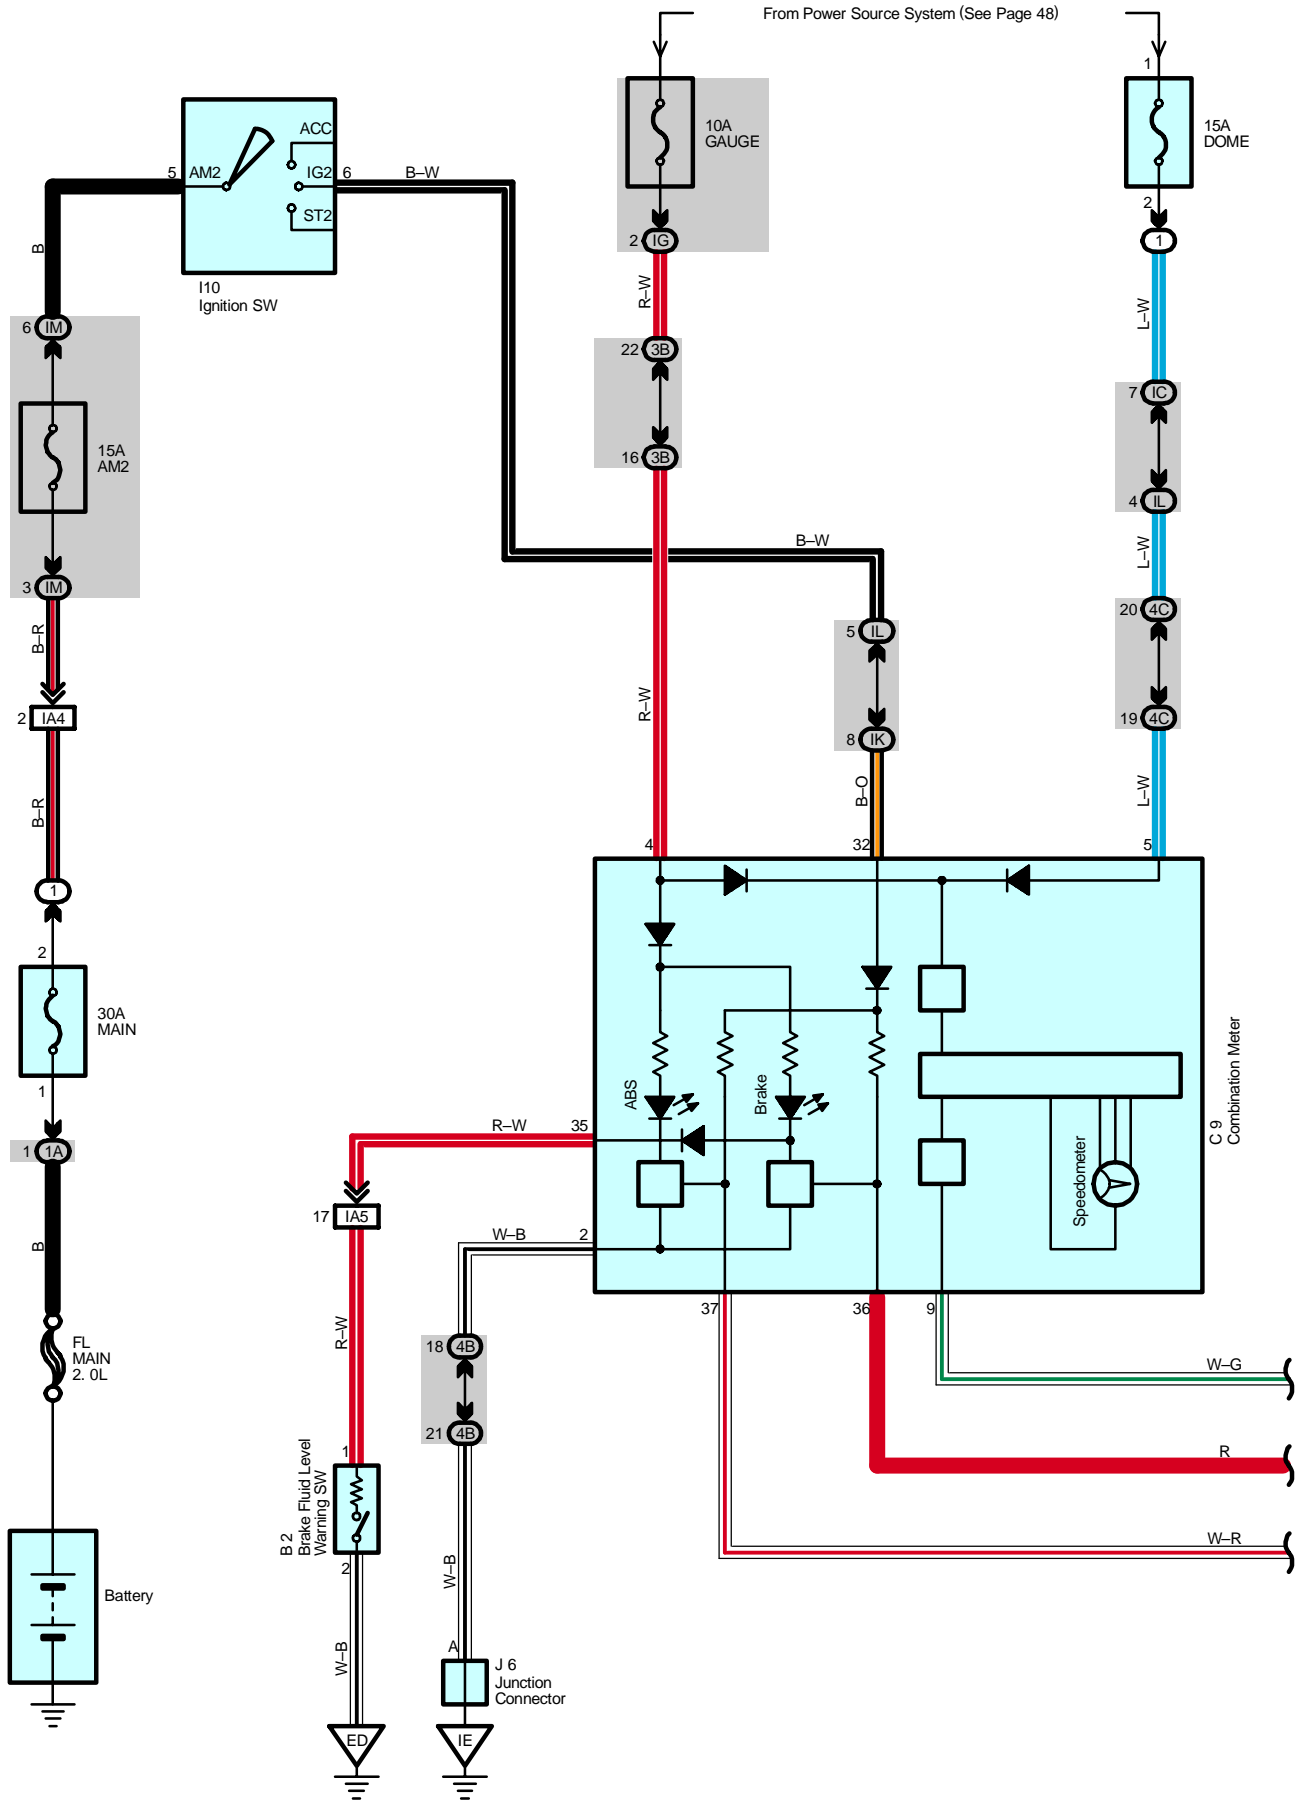 From Power Source System (See Page 48)
1
10A
GAUGE
15A
DOME
ACC
5
AM2
IG2
6
B–W
ST2
2
2
IG
1
B
I10
Ignition SW
R–W
L–W
6
IM
22
3B
7
IC
15A
AM2
16
3B
4
IL
B–W
L–W
3
IM
20
4C
B–R
5
IL
R–W
2
IA4
19
4C
8
IK
B–R
B–O
L–W
4
32
5
1
2
30A
MAIN
C 9
Combination Meter
1
ABS
Brake
R–W
35
1
1A
17
IA5
Speedometer
W–B
2
B
37
36
9
R–W
FL
MAIN
2. 0L
18
4B
W–G
21
4B
1
B 2
Brake Fluid Level
Warning SW
R
W–R
2
W–B
Battery
W–B
A
J 6
Junction
Connector
ED
IE